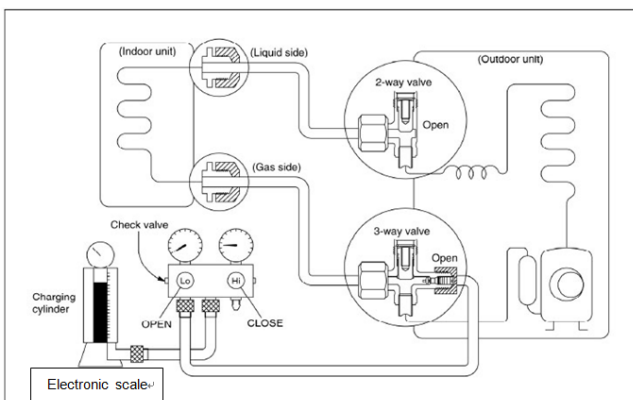 (Indoor unit)
(Liquid side)
2-way valve
(Outdoor unit)
Open
(Gas side)
3-way valve
Open
Check valve
Lo
Hi
Charging
cylinder
OPEN
CLOSE
Electronic scale